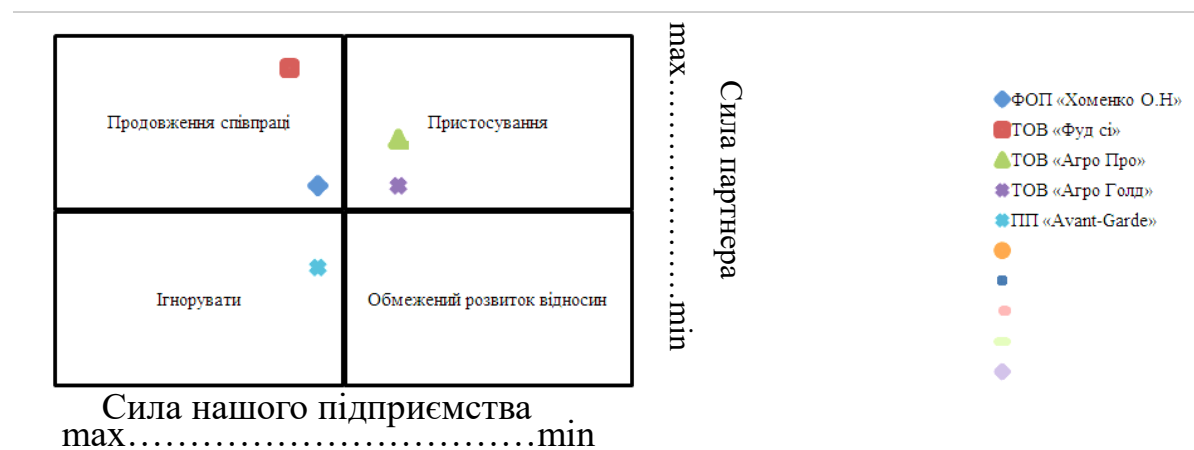 Продовження співпраці
Пристосування
Ігнорувати
Обмежений розвиток відносин
Сила нашого підприємства
max………………………………min
max………………………min
Сила партнера
ФОП «Хоменко О.Н»
ТОВ «Фуд сі»
ТОВ «Агро Про»
ТОВ «Агро Голд»
ПП «Avant-Garde»